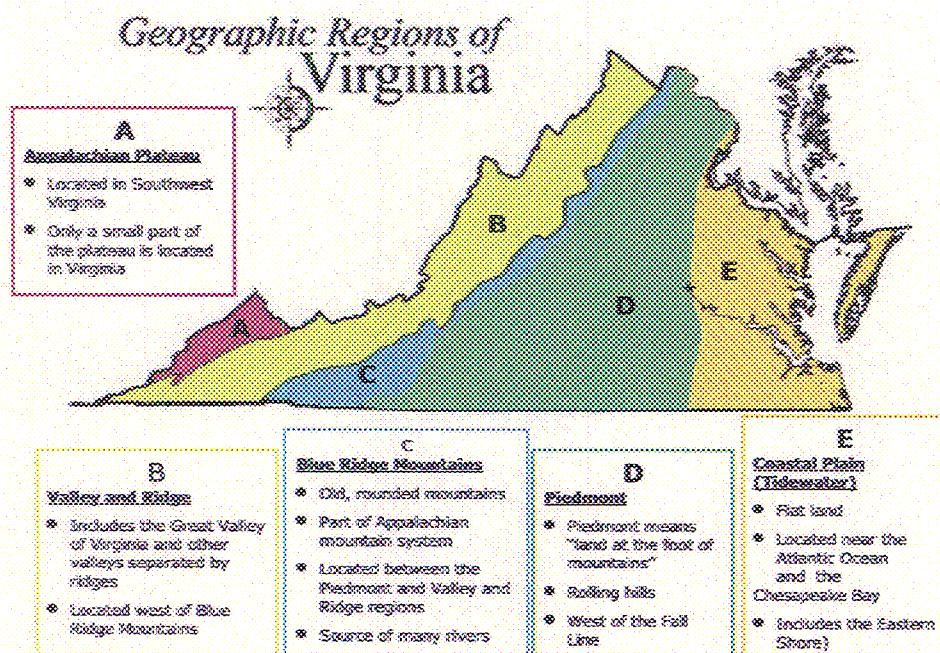 Geographic Regions of
Virginia
A
Appalachian Plateau
• Located in Southwest
Virginia
• Only a small part of
the plateau is located
in Virginia
A
B
C
D
E
B
Valley and Ridge
• Includes the Great Valley
of Virginia and other
valleys separated by
ridges
• Located west of Blue
Ridge Mountains
C
Blue Ridge Mountains
• Old, rounded mountains
• Part of Appalachian
mountain system
• Located between the
Piedmont and Valley and
Ridge regions
• Source of many rivers
D
Piedmont
• Piedmont means
"land at the foot of
mountains"
• Rolling hills
• West of the Fall
Line
E
Coastal Plain
(Tidewater)
• Flat land
• Located near the
Atlantic Ocean
and the
Chesapeake Bay
• Includes the Eastern
Shore)